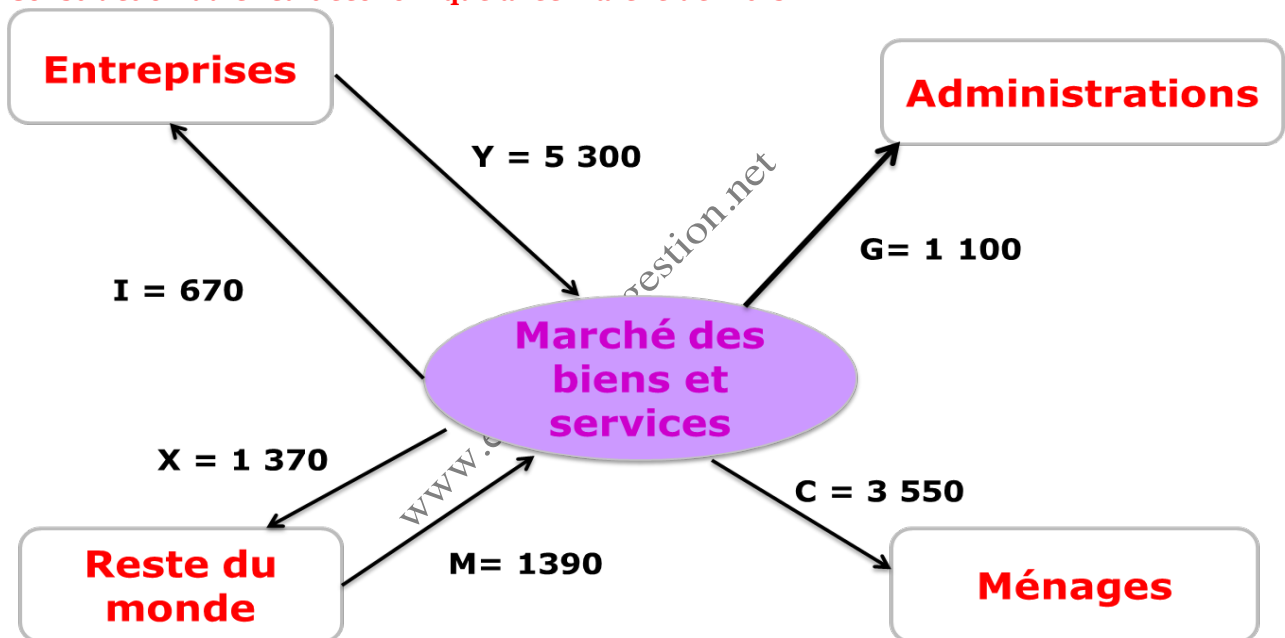 Entreprises
Administrations
Y = 5 300
G= 1 100
I = 670
Marché des
biens et
services
X = 1 370
C = 3 550
M= 1390
Reste du
monde
Ménages